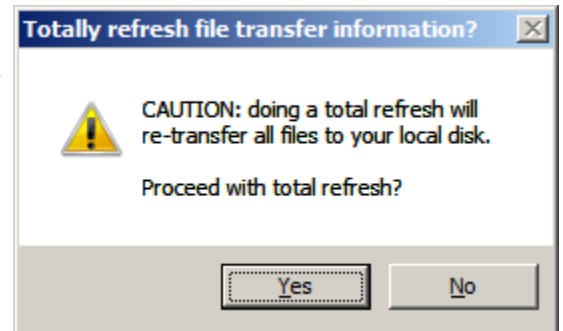 Totally refresh file transfer information?
CAUTION: doing a total refresh will
re-transfer all files to your local disk.
Proceed with total refresh?
Yes
No